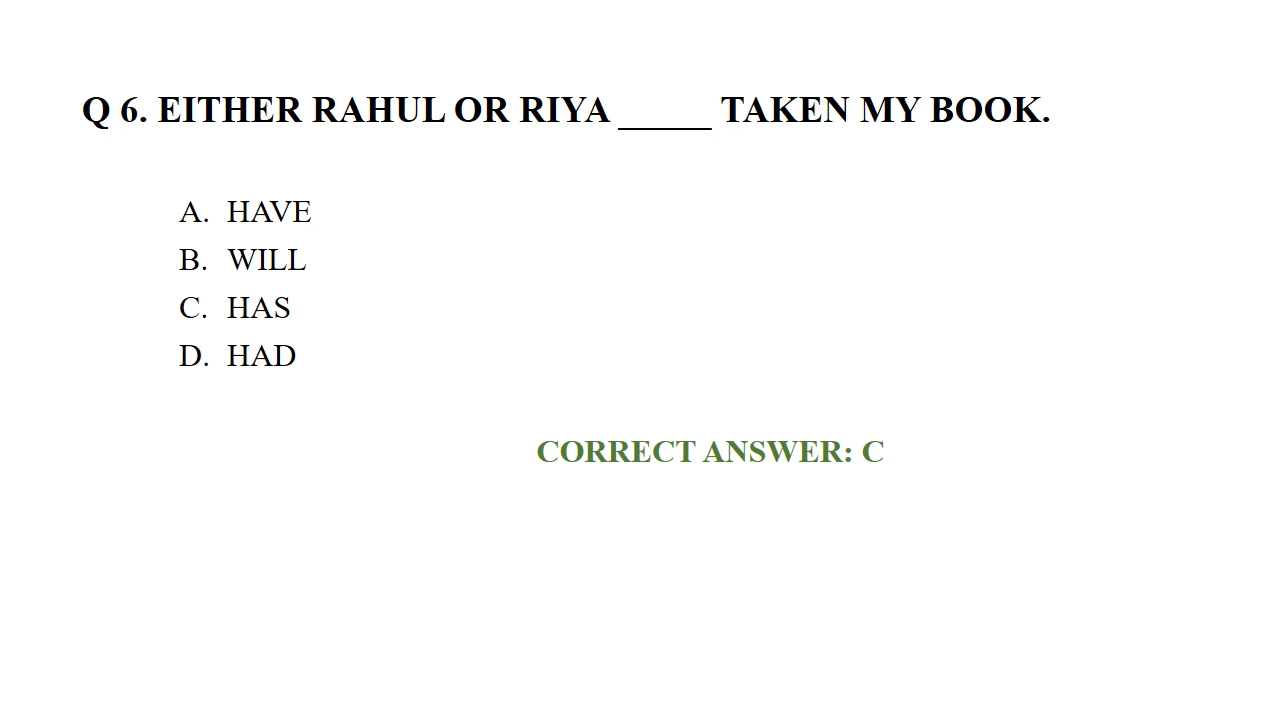 Q 6. EITHER RAHUL OR RIYA _____ TAKEN MY BOOK.
A. HAVE
B. WILL
C. HAS
D. HAD
CORRECT ANSWER: C